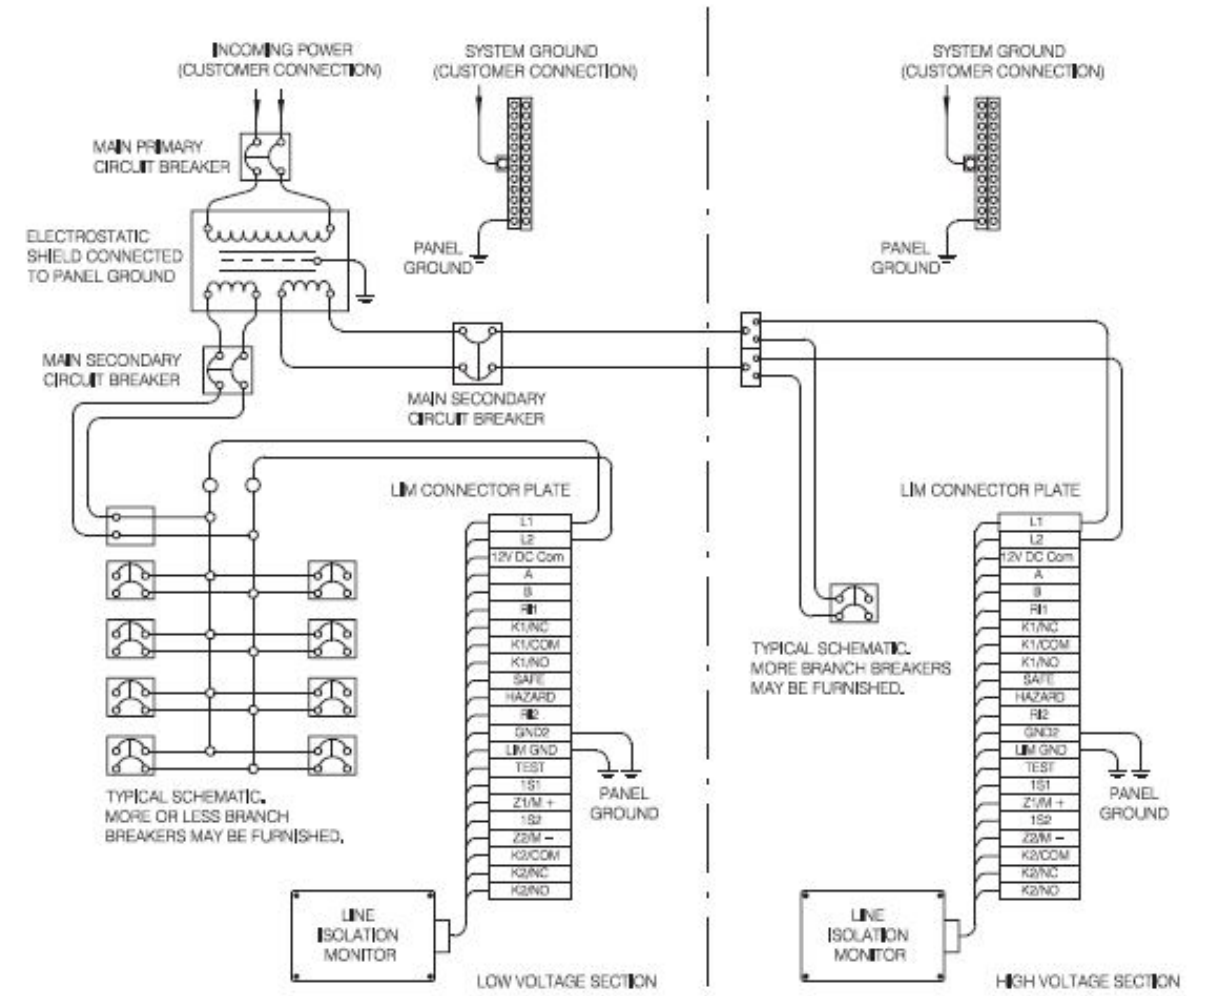 INCOMING POWER
(CUSTOMER CONNECTION)
SYSTEM GROUND
(CUSTOMER CONNECTION)
SYSTEM GROUND
(CUSTOMER CONNECTION)
MAIN PRIMARY
CIRCUIT BREAKER
ELECTROSTATIC
SHIELD CONNECTED
TO PANEL GROUND
PANEL
GROUND
PANEL
GROUND
MAIN SECONDARY
CIRCUIT BREAKER
MAIN SECONDARY
CIRCUIT BREAKER
LIM CONNECTOR PLATE
L1
L2
12V DC Com
A
B
RI1
K1/NC
K1/COM
K1/NO
SAFE
HAZARD
RI2
GND2
LIM GND
TEST
1S1
Z1/M +
1S2
Z2/M −
K2/COM
K2/NC
K2/NO
PANEL
GROUND
TYPICAL SCHEMATIC.
MORE OR LESS BRANCH
BREAKERS MAY BE FURNISHED.
LINE
ISOLATION
MONITOR
LOW VOLTAGE SECTION
LIM CONNECTOR PLATE
L1
L2
12V DC Com
A
B
RI1
K1/NC
K1/COM
K1/NO
SAFE
HAZARD
RI2
GND2
LIM GND
TEST
1S1
Z1/M +
1S2
Z2/M −
K2/COM
K2/NC
K2/NO
TYPICAL SCHEMATIC.
MORE BRANCH BREAKERS
MAY BE FURNISHED.
PANEL
GROUND
LINE
ISOLATION
MONITOR
HIGH VOLTAGE SECTION